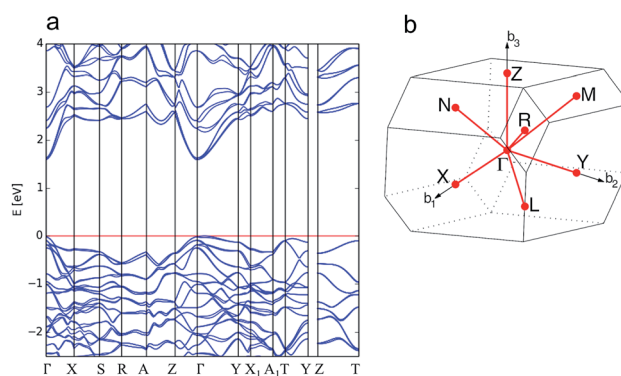 a
E [eV]
4
3
2
1
0
−1
−2
Γ X S R A Z Γ Y X₁ A₁ T Y Z T
b
b₃
Z
N
M
R
Γ
X
Y
b₁
b₂
L